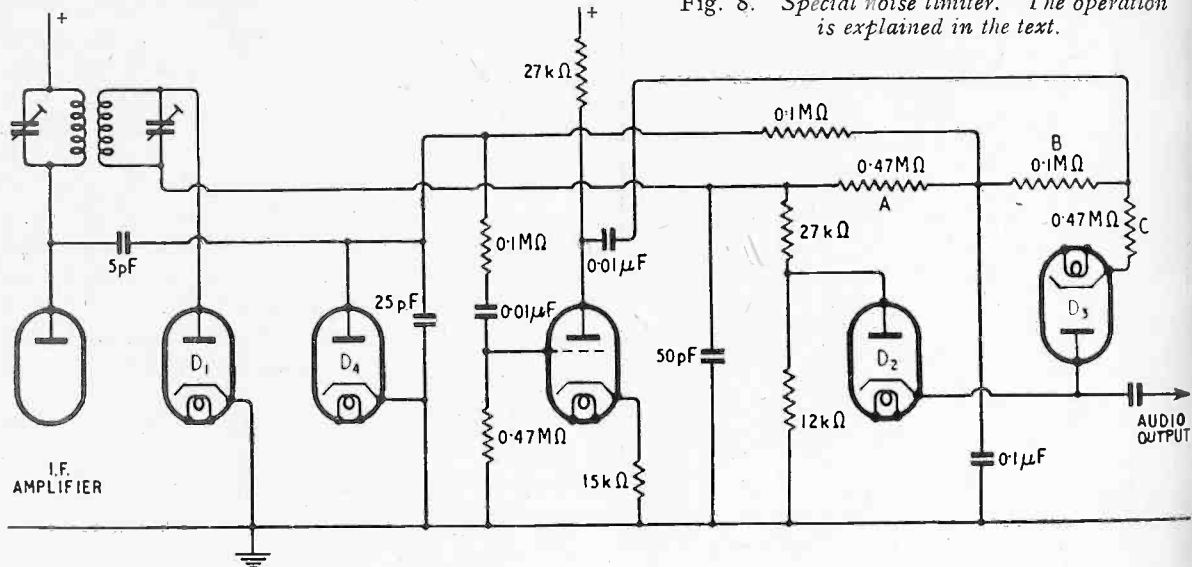 Fig. 8. Special noise limiter. The operation
is explained in the text.
+
+
27kΩ
0·1MΩ
B
0·1MΩ
0·47MΩ
A
0·47MΩ
C
5pF
25pF
0·1MΩ
0·01μF
0·01μF
27kΩ
D₃
D₁
D₄
50pF
D₂
0·47MΩ
15kΩ
12kΩ
0·1μF
AUDIO
OUTPUT
I.F.
AMPLIFIER